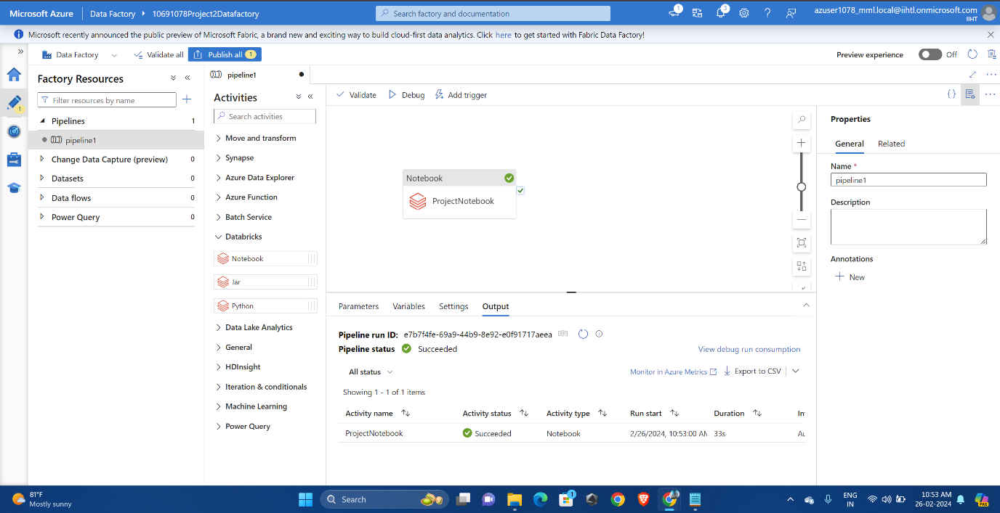 Microsoft Azure
Data Factory
10691078Project2Datafactory
Search factory and documentation
1
3
azuser1078_mml.local@iihtl.onmicrosoft.com
IIHT
Microsoft recently announced the public preview of Microsoft Fabric, a brand new and exciting way to build cloud-first data analytics. Click here to get started with Fabric Data Factory!
Data Factory
Validate all
Publish all 1
Preview experience
Off
1
Factory Resources
Filter resources by name
Pipelines 1
pipeline1
Change Data Capture (preview) 0
Datasets 0
Data flows 0
Power Query 0
pipeline1
Activities
Search activities
Move and transform
Synapse
Azure Data Explorer
Azure Function
Batch Service
Databricks
Notebook
Jar
Python
Data Lake Analytics
General
HDInsight
Iteration & conditionals
Machine Learning
Power Query
Validate
Debug
Add trigger
{}
Notebook
ProjectNotebook
Parameters
Variables
Settings
Output
Pipeline run ID: e7b7f4fe-69a9-44b9-8e92-e0f91717aeea
Pipeline status Succeeded
View debug run consumption
All status
Monitor in Azure Metrics
Export to CSV
Showing 1 - 1 of 1 items
Activity name Activity status Activity type Run start Duration In
ProjectNotebook Succeeded Notebook 2/26/2024, 10:53:00 AM 33s Au
Properties
General
Related
Name *
pipeline1
Description
Annotations
New
81°F
Mostly sunny
Search
1
ENG
IN
10:53 AM
26-02-2024
PRE